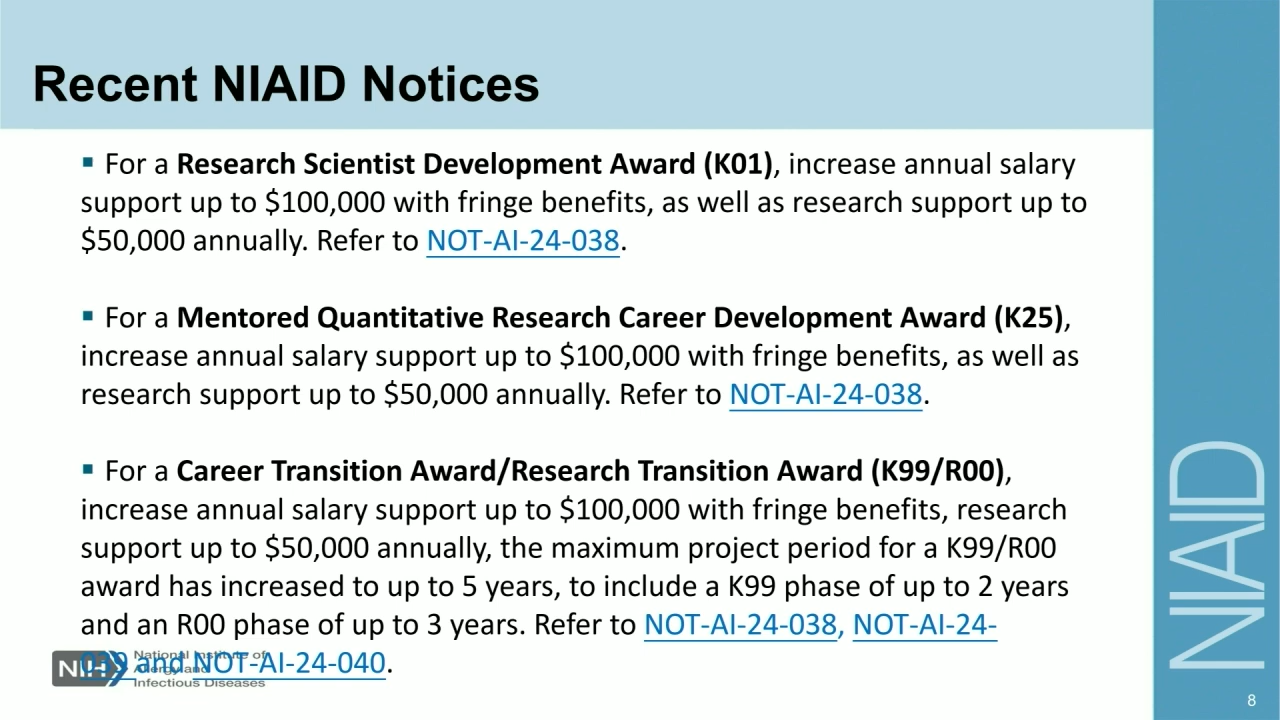 Recent NIAID Notices
▪ For a Research Scientist Development Award (K01), increase annual salary
support up to $100,000 with fringe benefits, as well as research support up to
$50,000 annually. Refer to NOT-AI-24-038.
▪ For a Mentored Quantitative Research Career Development Award (K25),
increase annual salary support up to $100,000 with fringe benefits, as well as
research support up to $50,000 annually. Refer to NOT-AI-24-038.
▪ For a Career Transition Award/Research Transition Award (K99/R00),
increase annual salary support up to $100,000 with fringe benefits, research
support up to $50,000 annually, the maximum project period for a K99/R00
award has increased to up to 5 years, to include a K99 phase of up to 2 years
and an R00 phase of up to 3 years. Refer to NOT-AI-24-038, NOT-AI-24-
039 and NOT-AI-24-040.
NIH
National Institute of
Allergy and
Infectious Diseases
NIAID
8